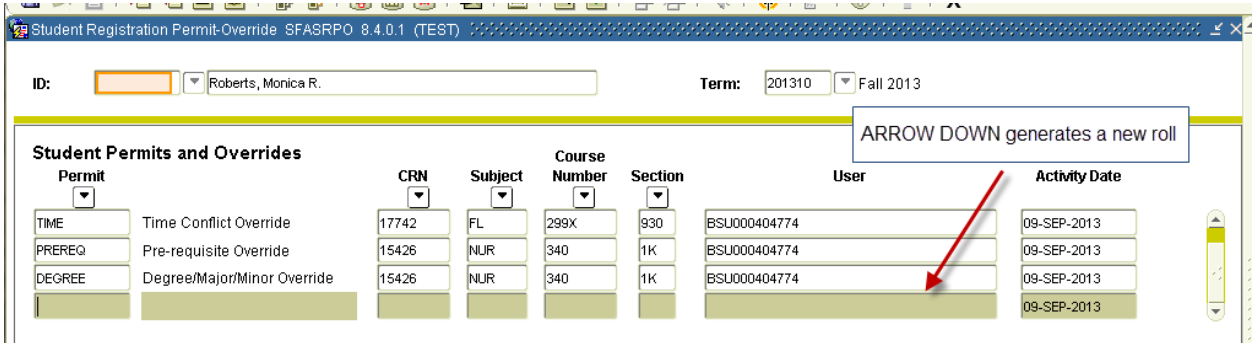 Student Registration Permit-Override SFASRPO 8.4.0.1 (TEST)
ID: Roberts, Monica R. Term: 201310 Fall 2013
ARROW DOWN generates a new roll
Student Permits and Overrides
Permit CRN Subject Course Number Section User Activity Date
TIME Time Conflict Override 17742 FL 299X 930 BSU000404774 09-SEP-2013
PREREQ Pre-requisite Override 15426 NUR 340 1K BSU000404774 09-SEP-2013
DEGREE Degree/Major/Minor Override 15426 NUR 340 1K BSU000404774 09-SEP-2013
09-SEP-2013